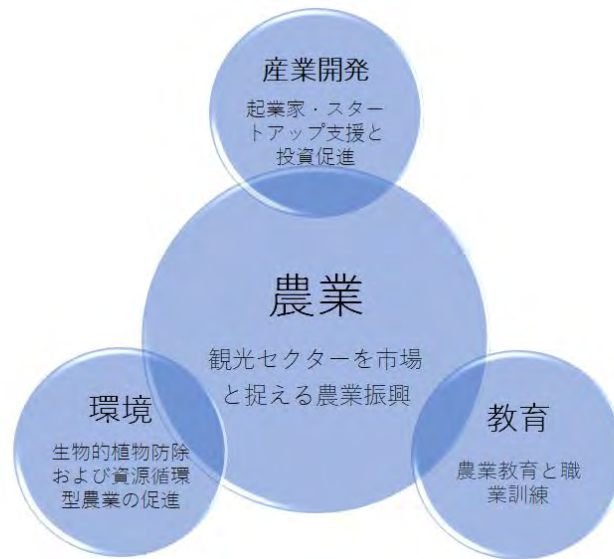 産業開発
起業家・スター
トアップ支援と
投資促進
農業
観光セクターを市場
と捉える農業振興
環境
生物的植物防除
および資源循環
型農業の促進
教育
農業教育と職
業訓練